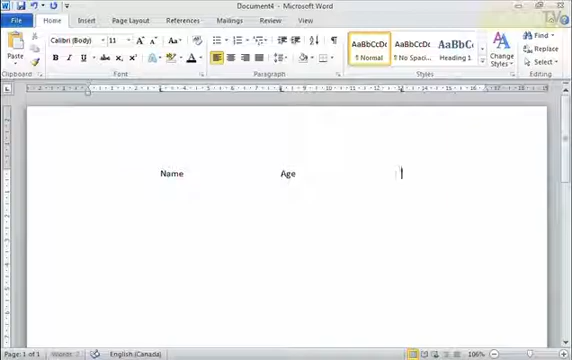 Document4 - Microsoft Word
File Home Insert Page Layout References Mailings Review View
Paste
Calibri (Body) 11
AaBbCcDc AaBbCcDc AaBbCc
¶ Normal ¶ No Spaci... Heading 1
Change Styles
Find
Replace
Select
Clipboard Font Paragraph Styles Editing
Name Age
Page: 1 of 1 English (Canada) 106%